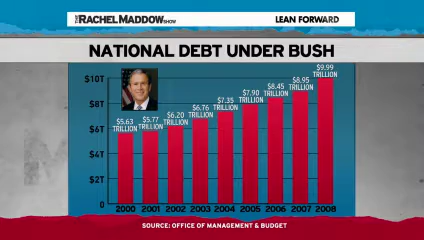 THE RACHEL MADDOW SHOW
LEAN FORWARD
NATIONAL DEBT UNDER BUSH
$10T
$8T
$6T
$4T
$2T
0
$5.63 TRILLION
$5.77 TRILLION
$6.20 TRILLION
$6.76 TRILLION
$7.35 TRILLION
$7.90 TRILLION
$8.45 TRILLION
$8.95 TRILLION
$9.99 TRILLION
2000 2001 2002 2003 2004 2005 2006 2007 2008
SOURCE: OFFICE OF MANAGEMENT & BUDGET